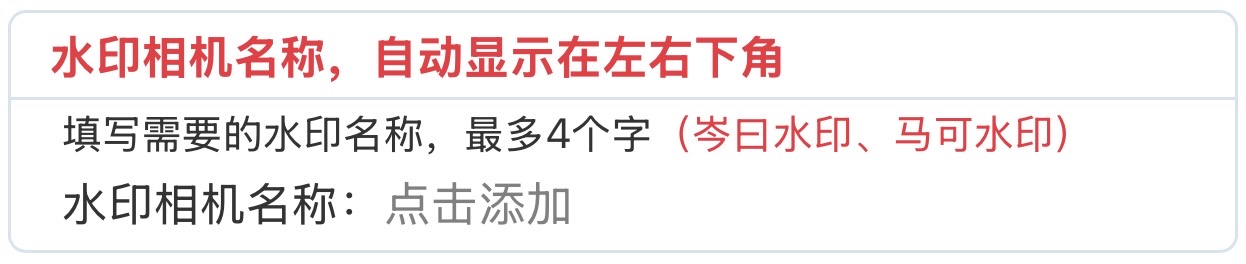 水印相机名称，自动显示在左右下角
填写需要的水印名称，最多4个字（岑曰水印、马可水印）
水印相机名称：点击添加